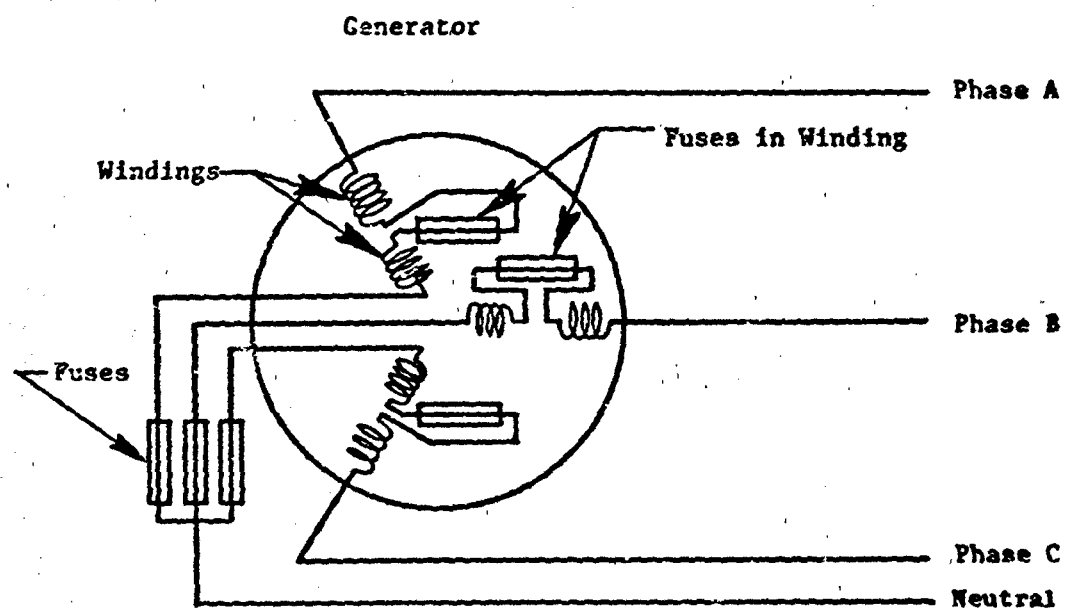 Generator
Phase A
Fuses in Winding
Windings
Phase B
Fuses
Phase C
Neutral